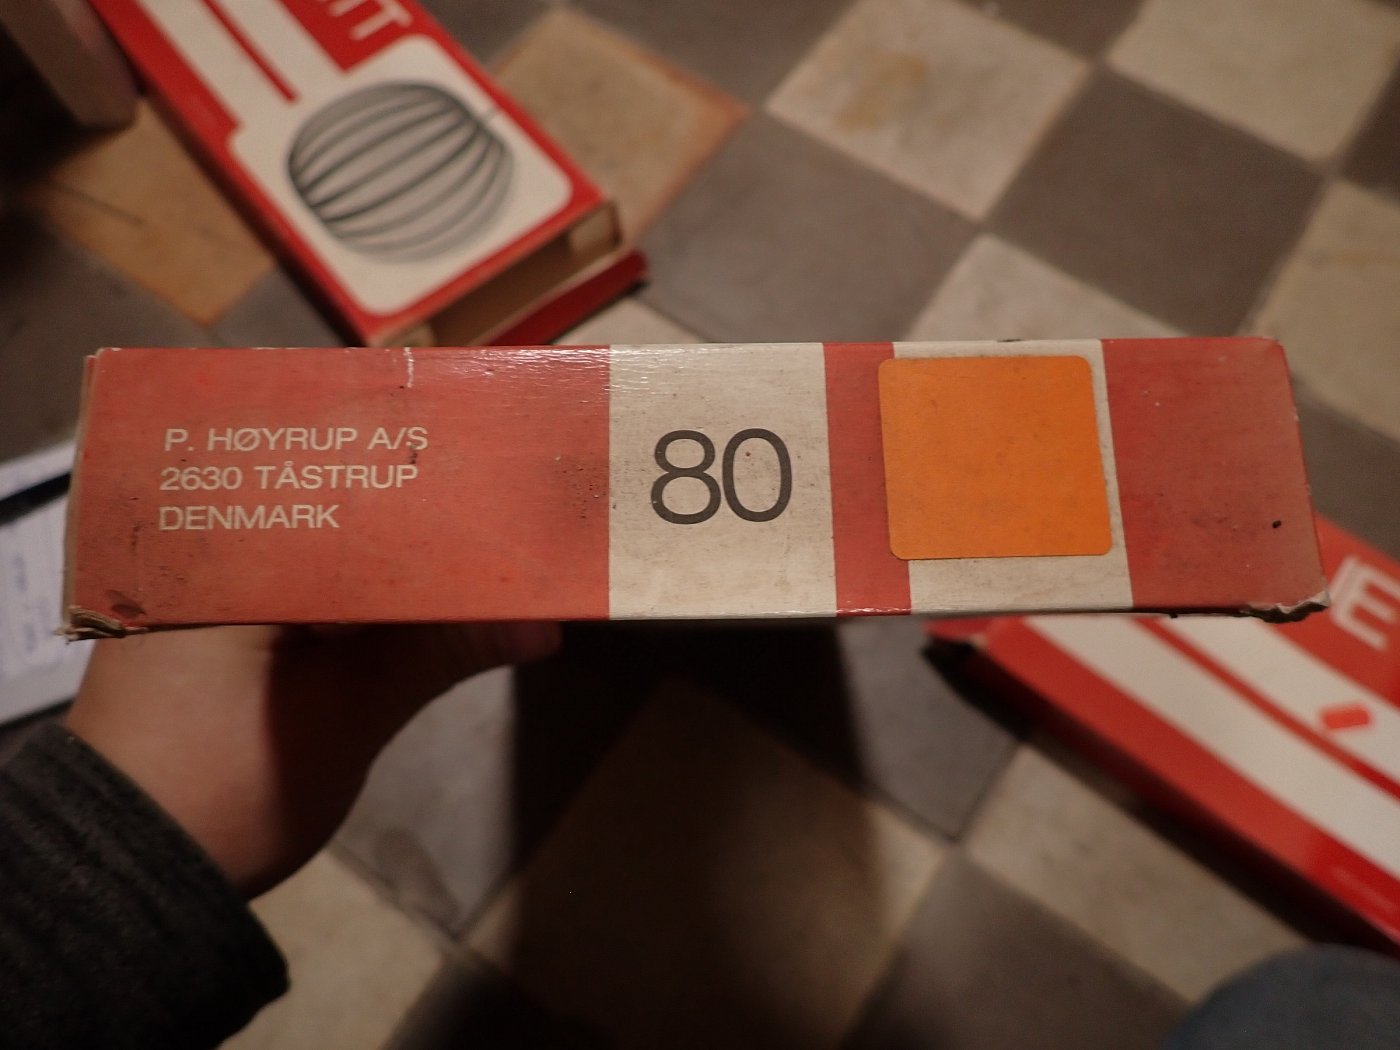 P. HØYRUP A/S
2630 TÅSTRUP
DENMARK
80